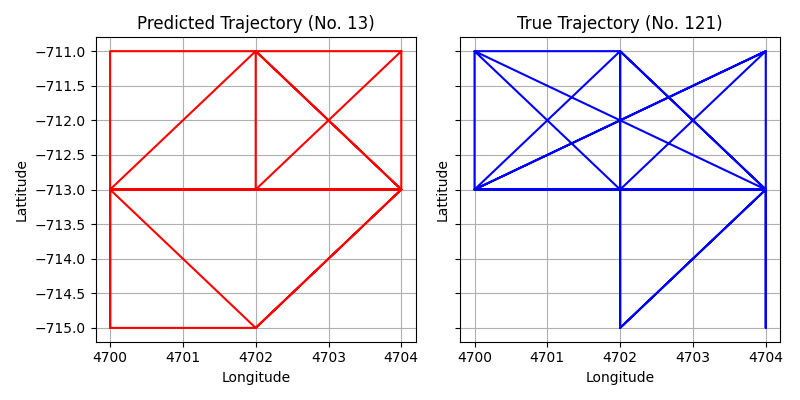 Predicted Trajectory (No. 13)
True Trajectory (No. 121)
−711.0
−711.5
−712.0
−712.5
−713.0
−713.5
−714.0
−714.5
−715.0
Lattitude
Lattitude
4700 4701 4702 4703 4704
4700 4701 4702 4703 4704
Longitude
Longitude